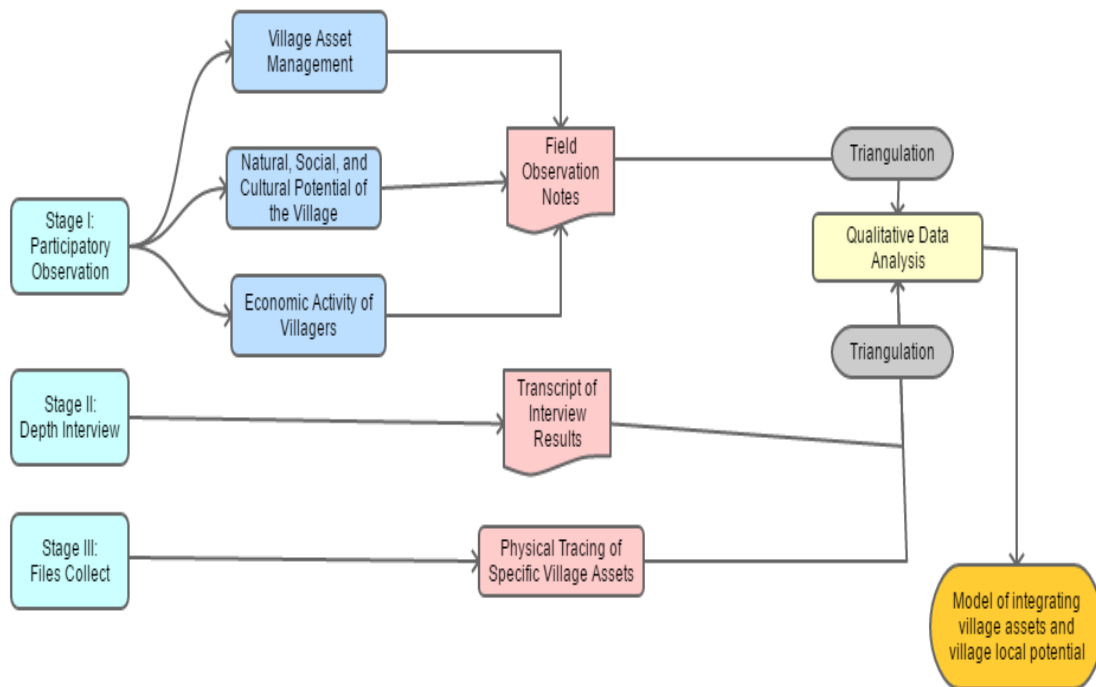 Village Asset
Management
Natural, Social, and
Cultural Potential of
the Village
Stage I:
Participatory
Observation
Economic Activity of
Villagers
Field
Observation
Notes
Triangulation
Qualitative Data
Analysis
Triangulation
Stage II:
Depth Interview
Transcript of
Interview
Results
Stage III:
Files Collect
Physical Tracing of
Specific Village Assets
Model of integrating
village assets and
village local potential